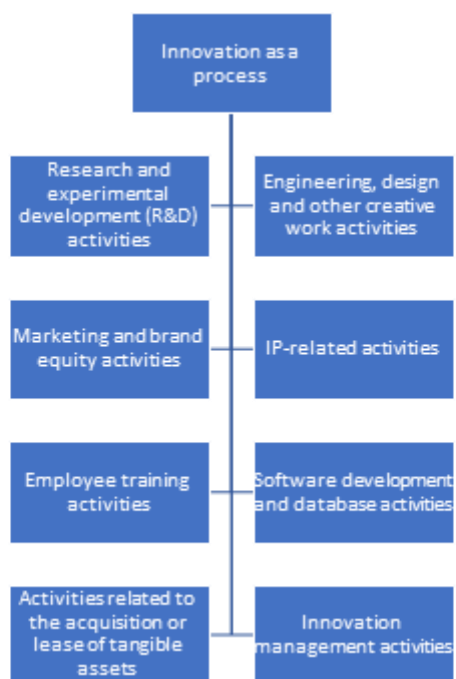 Innovation as a
process
Research and
experimental
development (R&D)
activities
Engineering, design
and other creative
work activities
Marketing and brand
equity activities
IP-related activities
Employee training
activities
Software development
and database activities
Activities related to
the acquisition or
lease of tangible
assets
Innovation
management activities